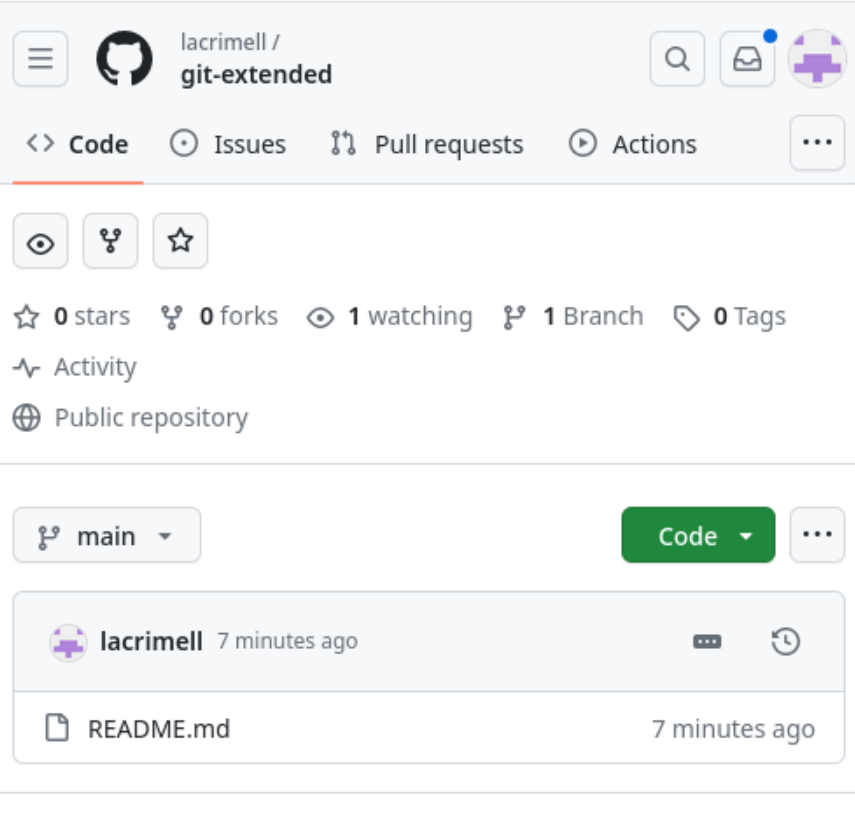 lacrimell /
git-extended
Code Issues Pull requests Actions
0 stars 0 forks 1 watching 1 Branch 0 Tags
Activity
Public repository
main Code
lacrimell 7 minutes ago
README.md 7 minutes ago